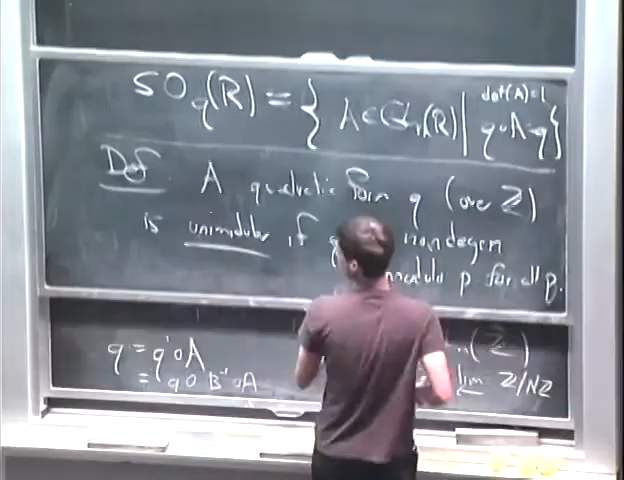 SO_q(R) = { A ∈ GL_n(R) | det(A)=1 q∘A=q }
Def A quadratic form q (over ℤ)
is unimodular if q nondegen
modulo p for all p.
q = q'∘A
= q∘B⁻¹∘A
lim ℤ/Nℤ